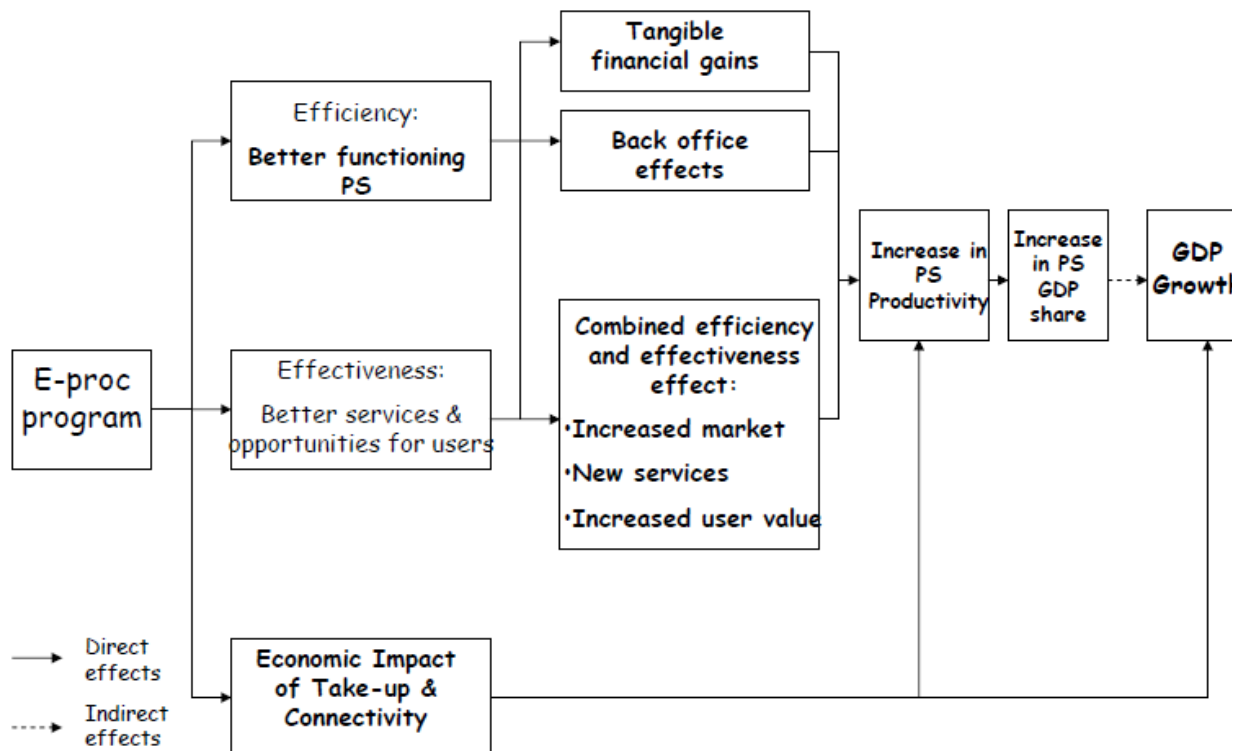 Tangible
financial gains
Efficiency:
Better functioning
PS
Back office
effects
Increase in
PS
Productivity
Increase
in PS
GDP
share
GDP
Growth
Combined efficiency
and effectiveness
effect:
•Increased market
•New services
•Increased user value
E-proc
program
Effectiveness:
Better services &
opportunities for users
Direct
effects
Indirect
effects
Economic Impact
of Take-up &
Connectivity